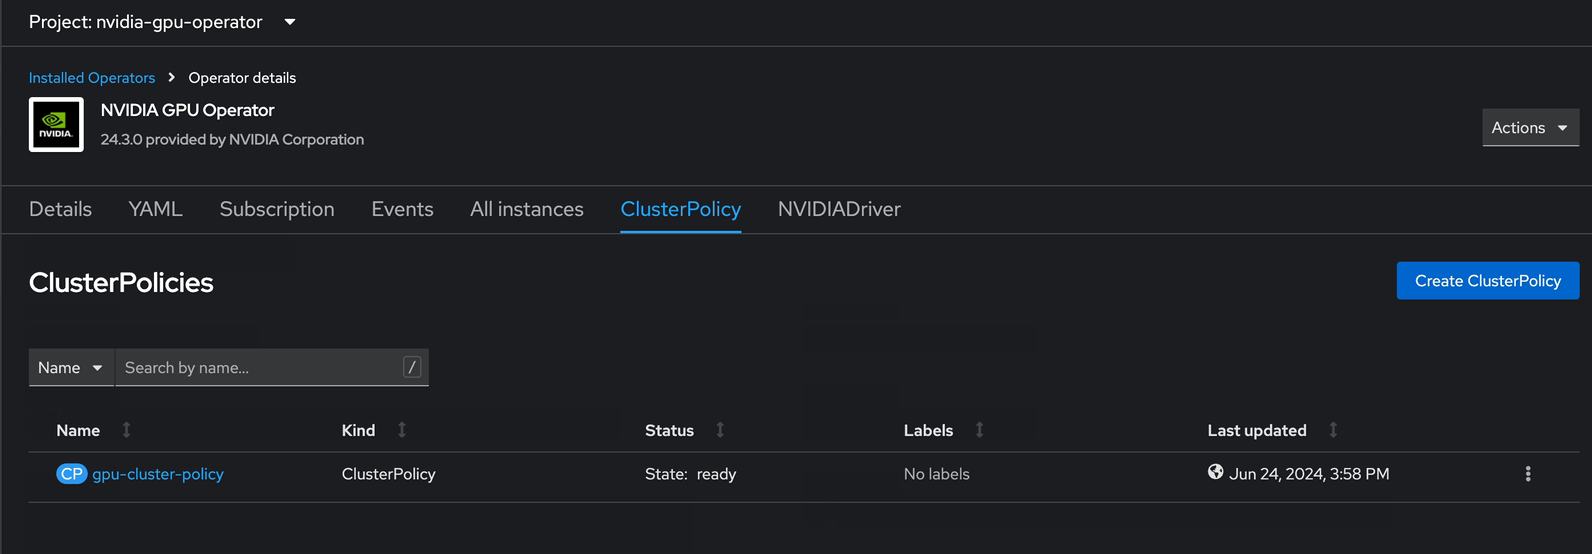 Project: nvidia-gpu-operator
Installed Operators > Operator details
NVIDIA
NVIDIA GPU Operator
24.3.0 provided by NVIDIA Corporation
Actions
Details YAML Subscription Events All instances ClusterPolicy NVIDIADriver
ClusterPolicies
Create ClusterPolicy
Name Search by name... /
Name Kind Status Labels Last updated
CP gpu-cluster-policy ClusterPolicy State: ready No labels Jun 24, 2024, 3:58 PM